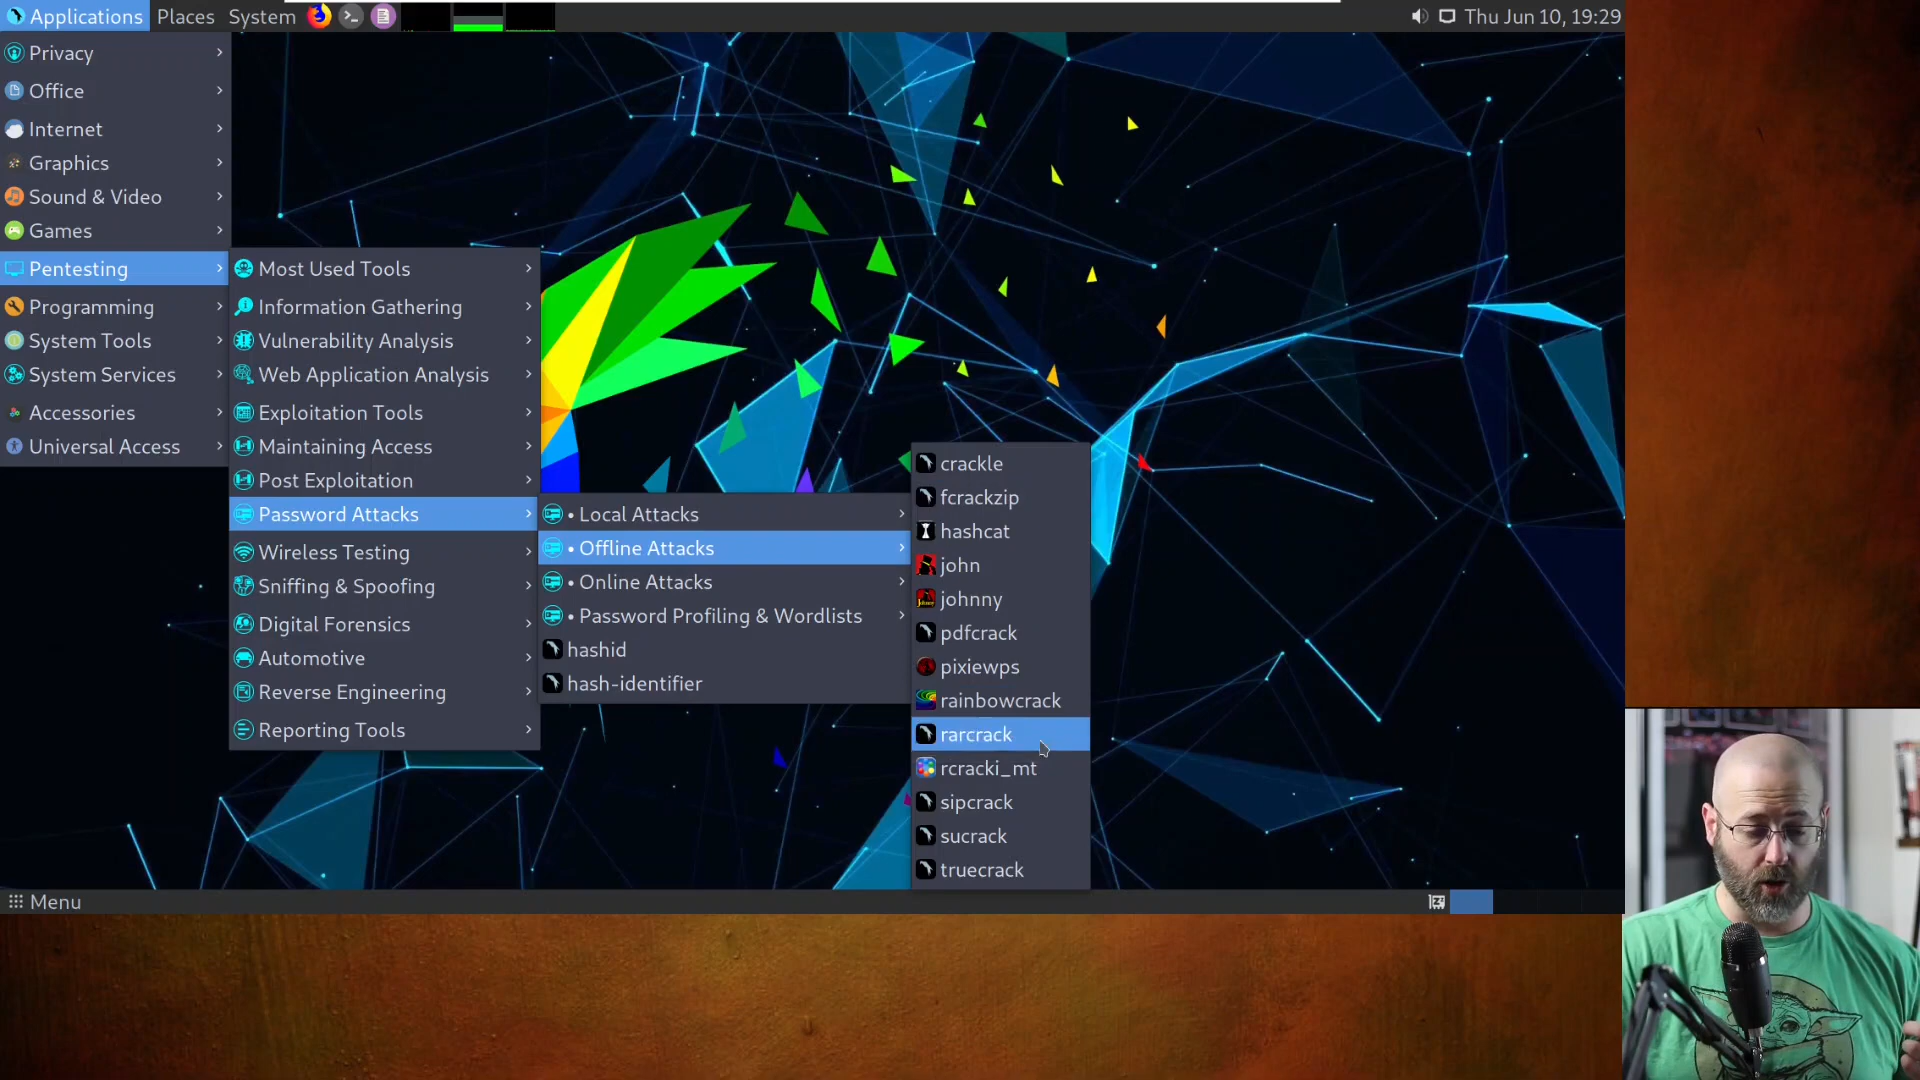 Applications Places System Thu Jun 10, 19:29
Privacy
Office
Internet
Graphics
Sound & Video
Games
Pentesting
Programming
System Tools
System Services
Accessories
Universal Access
Most Used Tools
Information Gathering
Vulnerability Analysis
Web Application Analysis
Exploitation Tools
Maintaining Access
Post Exploitation
Password Attacks
Wireless Testing
Sniffing & Spoofing
Digital Forensics
Automotive
Reverse Engineering
Reporting Tools
• Local Attacks
• Offline Attacks
• Online Attacks
• Password Profiling & Wordlists
hashid
hash-identifier
crackle
fcrackzip
hashcat
john
johnny
pdfcrack
pixiewps
rainbowcrack
rarcrack
rcracki_mt
sipcrack
sucrack
truecrack
Menu